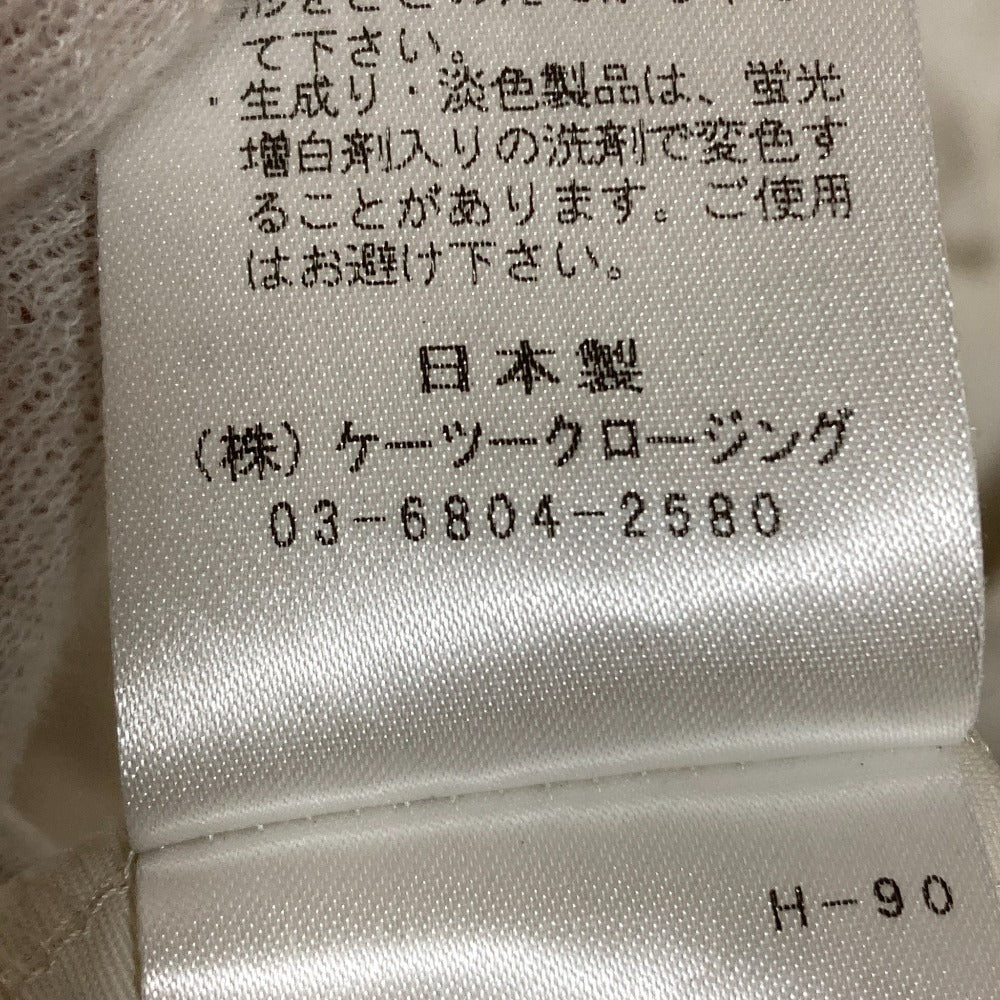 て下さい。
・生成り・淡色製品は、蛍光
増白剤入りの洗剤で変色す
ることがあります。ご使用
はお避け下さい。
日本製
(株)ケーツークロージング
03-6804-2580
H-90